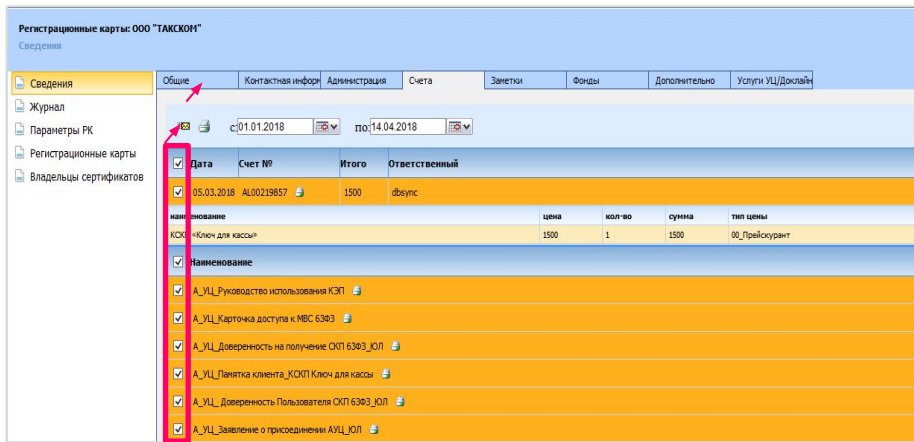 Регистрационные карты: ООО "ТАКСКОМ"
Сведения
Сведения
Журнал
Параметры РК
Регистрационные карты
Владельцы сертификатов
Общие Контактная информ Администрация Счета Заметки Фонды Дополнительно Услуги УЦ/Доклайн
с: 01.01.2018 по: 14.04.2018
Дата Счет № Итого Ответственный
05.03.2018 AL00219857 1500 dbsync
наименование цена кол-во сумма тип цены
КСКП «Ключ для кассы» 1500 1 1500 00_Прейскурант
Наименование
А_УЦ_Руководство использования КЭП
А_УЦ_Карточка доступа к МВС 63ФЗ
А_УЦ_Доверенность на получение СКП 63ФЗ_ЮЛ
А_УЦ_Памятка клиента_КСКП Ключ для кассы
А_УЦ_ Доверенность Пользователя СКП 63ФЗ_ЮЛ
А_УЦ_Заявление о присоединении АУЦ_ЮЛ